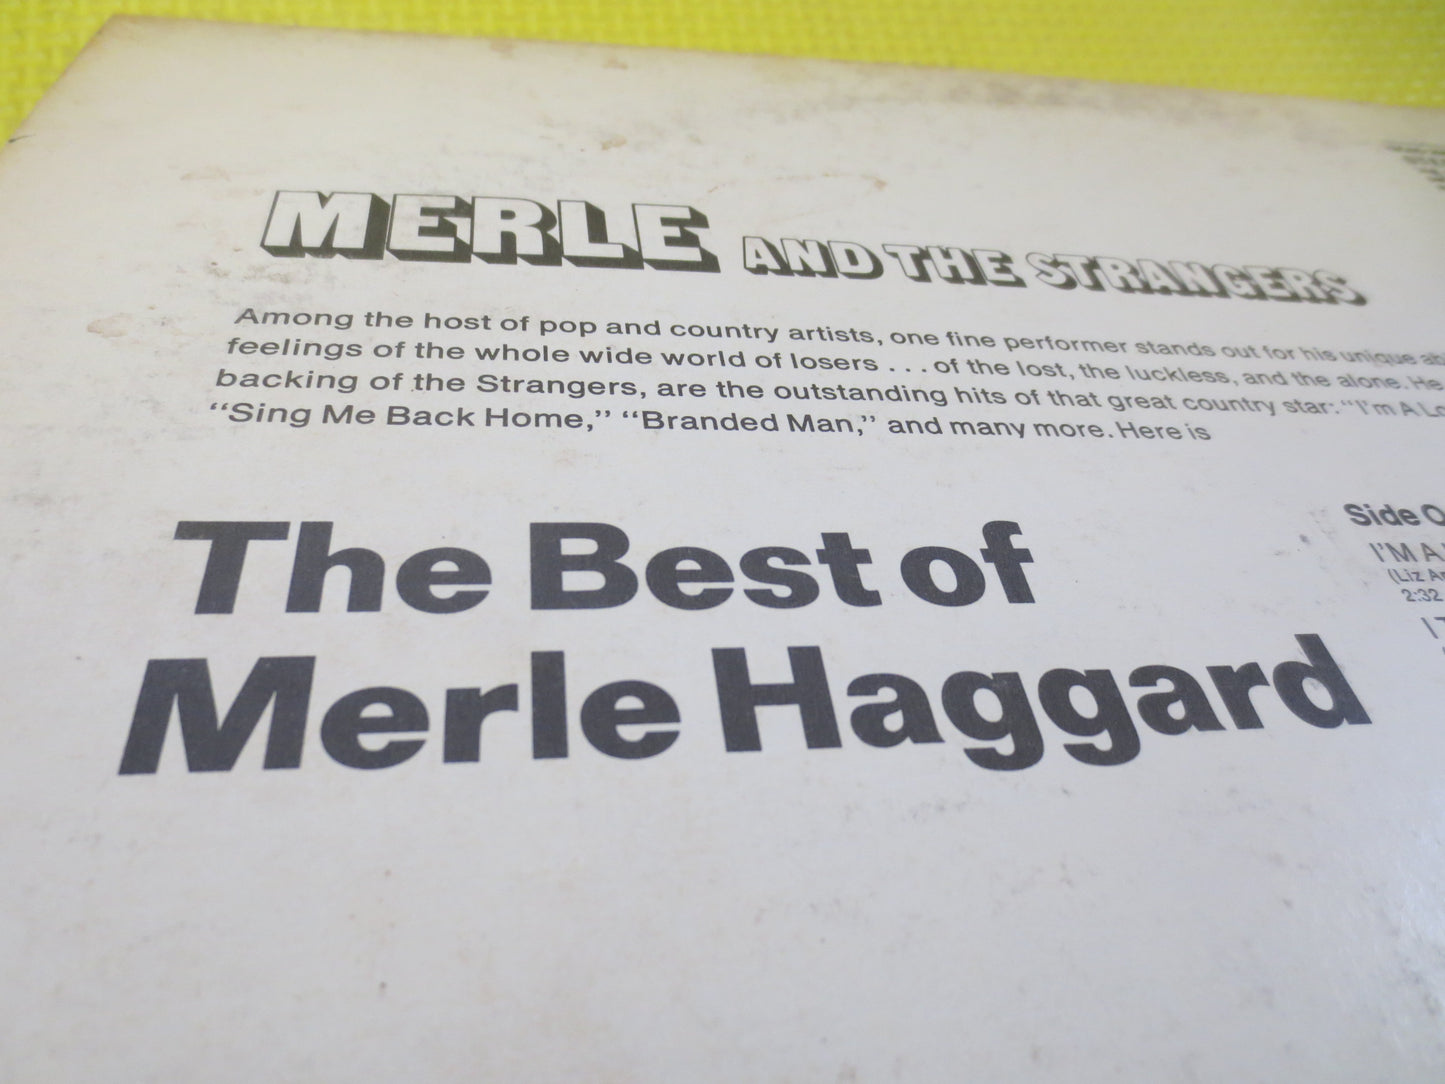 MERLE AND THE STRANGERS
Among the host of pop and country artists, one fine performer stands out for his unique
feelings of the whole wide world of losers . . . of the lost, the luckless, and the alone. He
backing of the Strangers, are the outstanding hits of that great country star: "I'm A
"Sing Me Back Home," "Branded Man," and many more. Here is
The Best of
Merle Haggard
Side
I'M A
(Liz
2:32
I